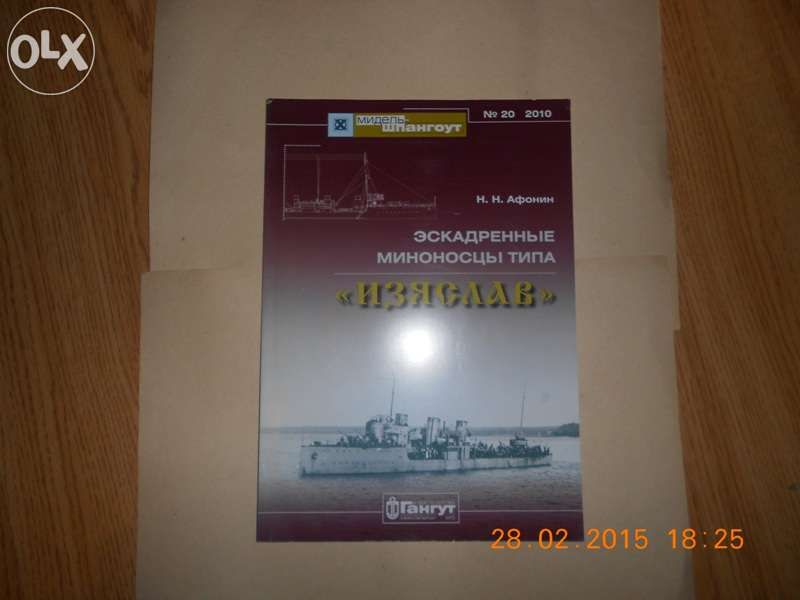 OLX
мидель-
шпангоут
№ 20 2010
Н. Н. Афонин
ЭСКАДРЕННЫЕ
МИНОНОСЦЫ ТИПА
«ИЗЯСЛАВ»
Гангут
28.02.2015 18:25